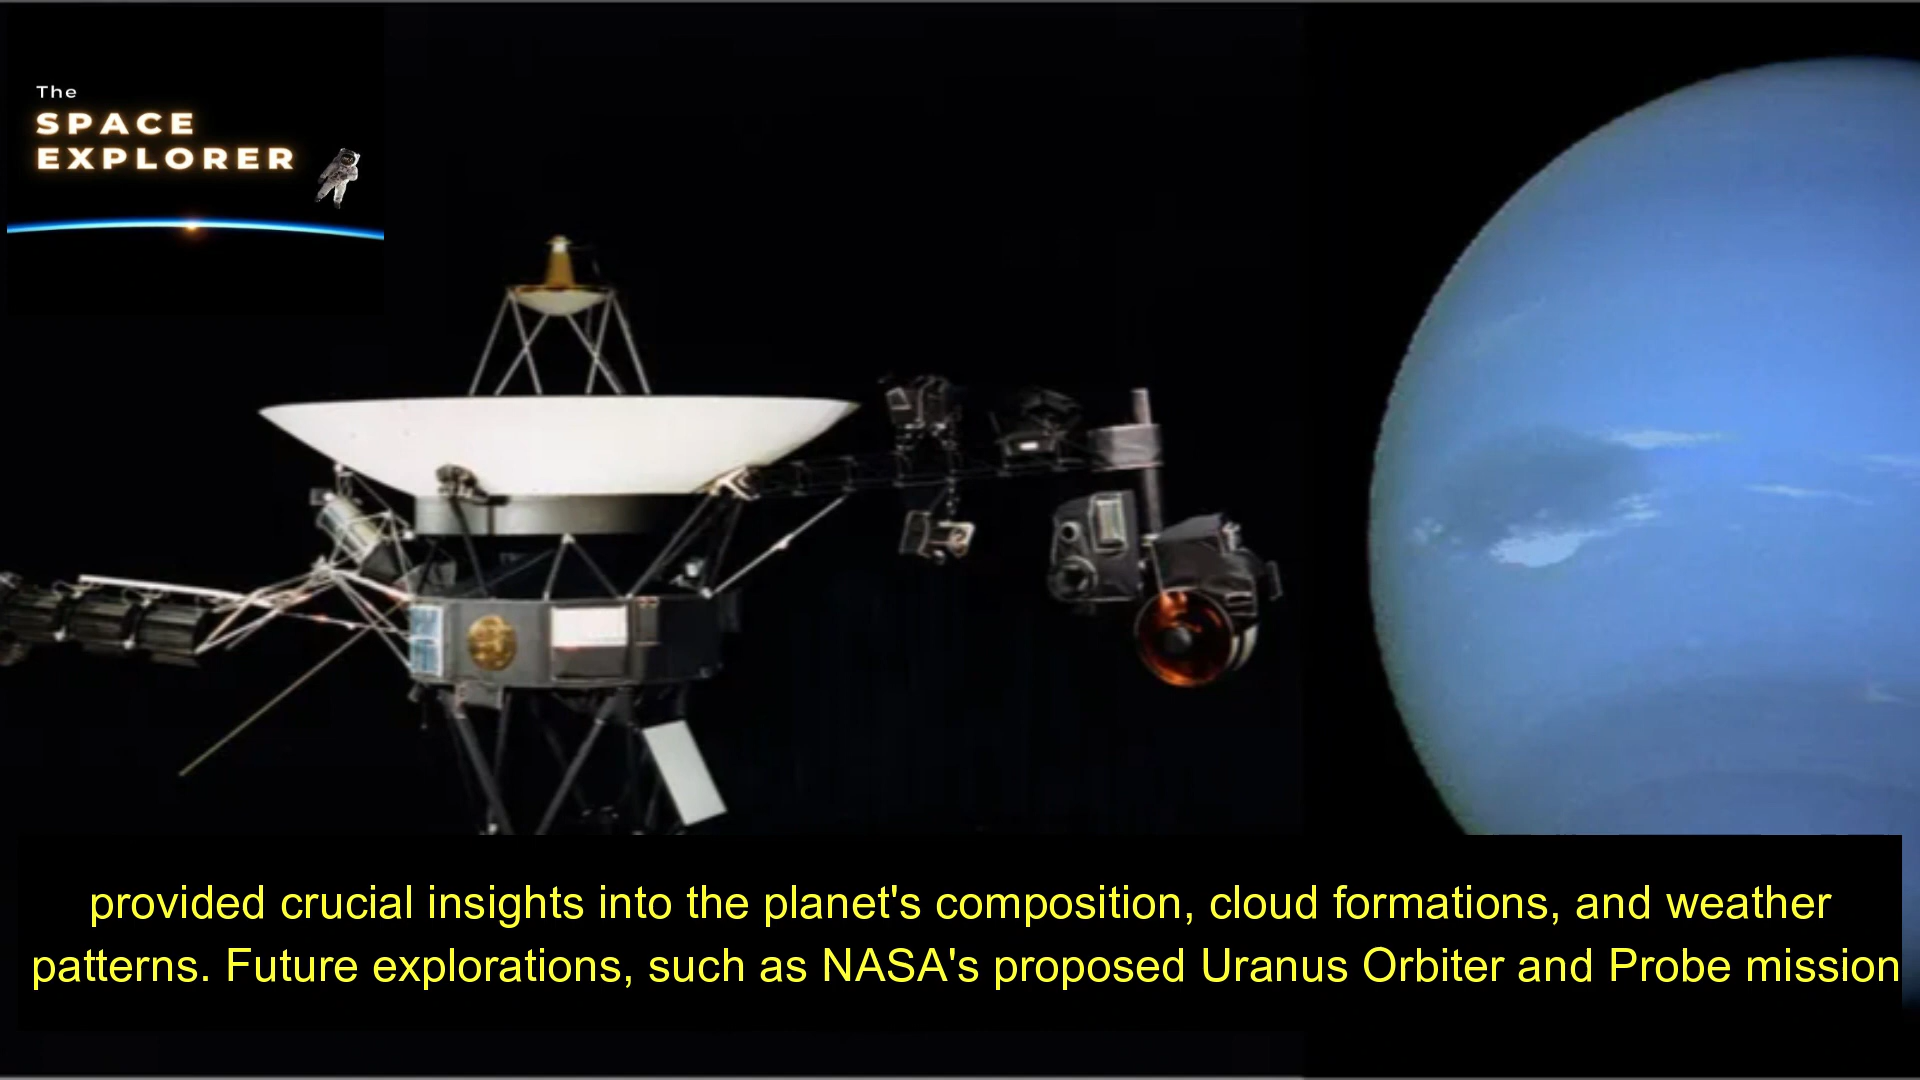 The
SPACE
EXPLORER
provided crucial insights into the planet's composition, cloud formations, and weather
patterns. Future explorations, such as NASA's proposed Uranus Orbiter and Probe mission